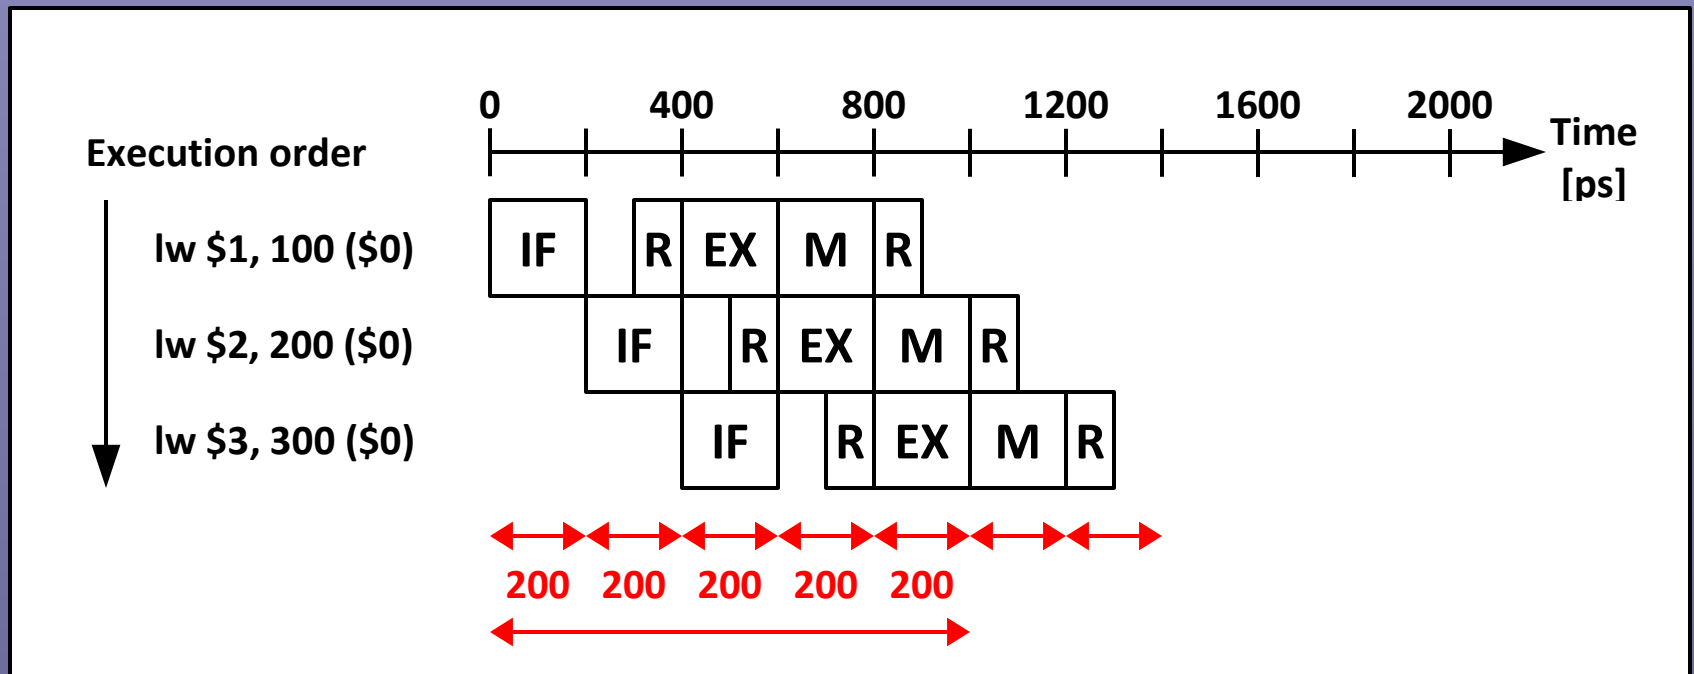 0 400 800 1200 1600 2000
Execution order
Time
[ps]
lw $1, 100 ($0) IF R EX M R
lw $2, 200 ($0) IF R EX M R
lw $3, 300 ($0) IF R EX M R
200 200 200 200 200